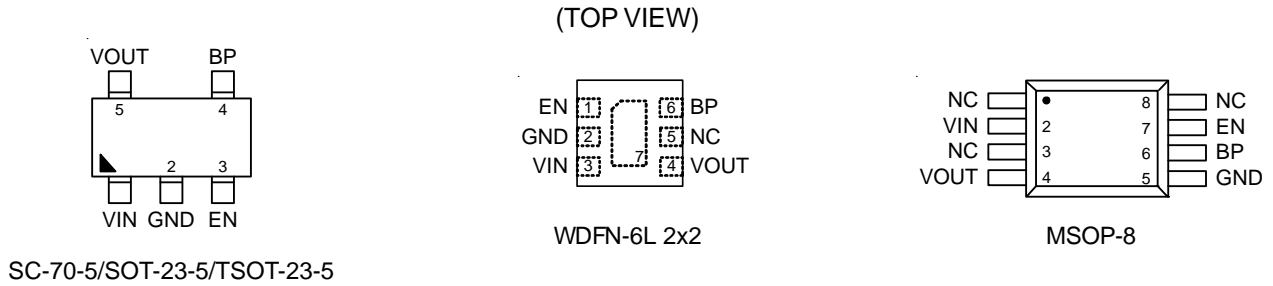 (TOP VIEW)
VOUT BP
5 4
2 3
VIN GND EN
SC-70-5/SOT-23-5/TSOT-23-5
EN 1 6 BP
GND 2 5 NC
VIN 3 7 4 VOUT
WDFN-6L 2x2
NC 8 NC
VIN 2 7 EN
NC 3 6 BP
VOUT 4 5 GND
MSOP-8